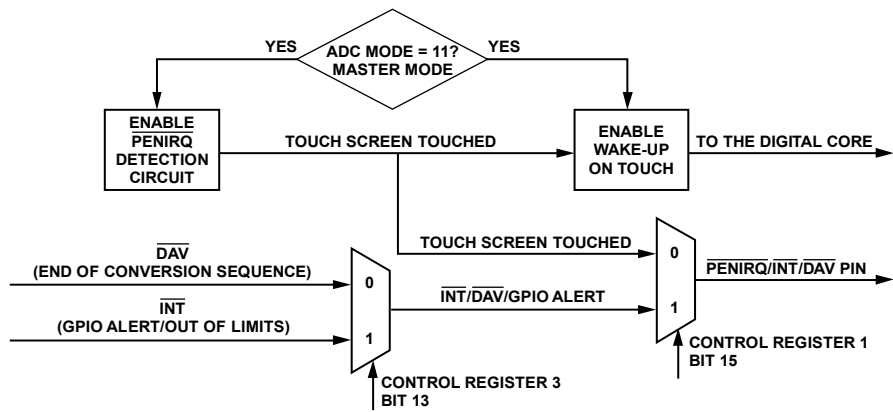 YES
ADC MODE = 11?
MASTER MODE
YES
ENABLE
PENIRQ
DETECTION
CIRCUIT
TOUCH SCREEN TOUCHED
ENABLE
WAKE-UP
ON TOUCH
TO THE DIGITAL CORE
TOUCH SCREEN TOUCHED
0
1
PENIRQ/INT/DAV PIN
DAV
(END OF CONVERSION SEQUENCE)
INT
(GPIO ALERT/OUT OF LIMITS)
0
1
INT/DAV/GPIO ALERT
CONTROL REGISTER 1
BIT 15
CONTROL REGISTER 3
BIT 13